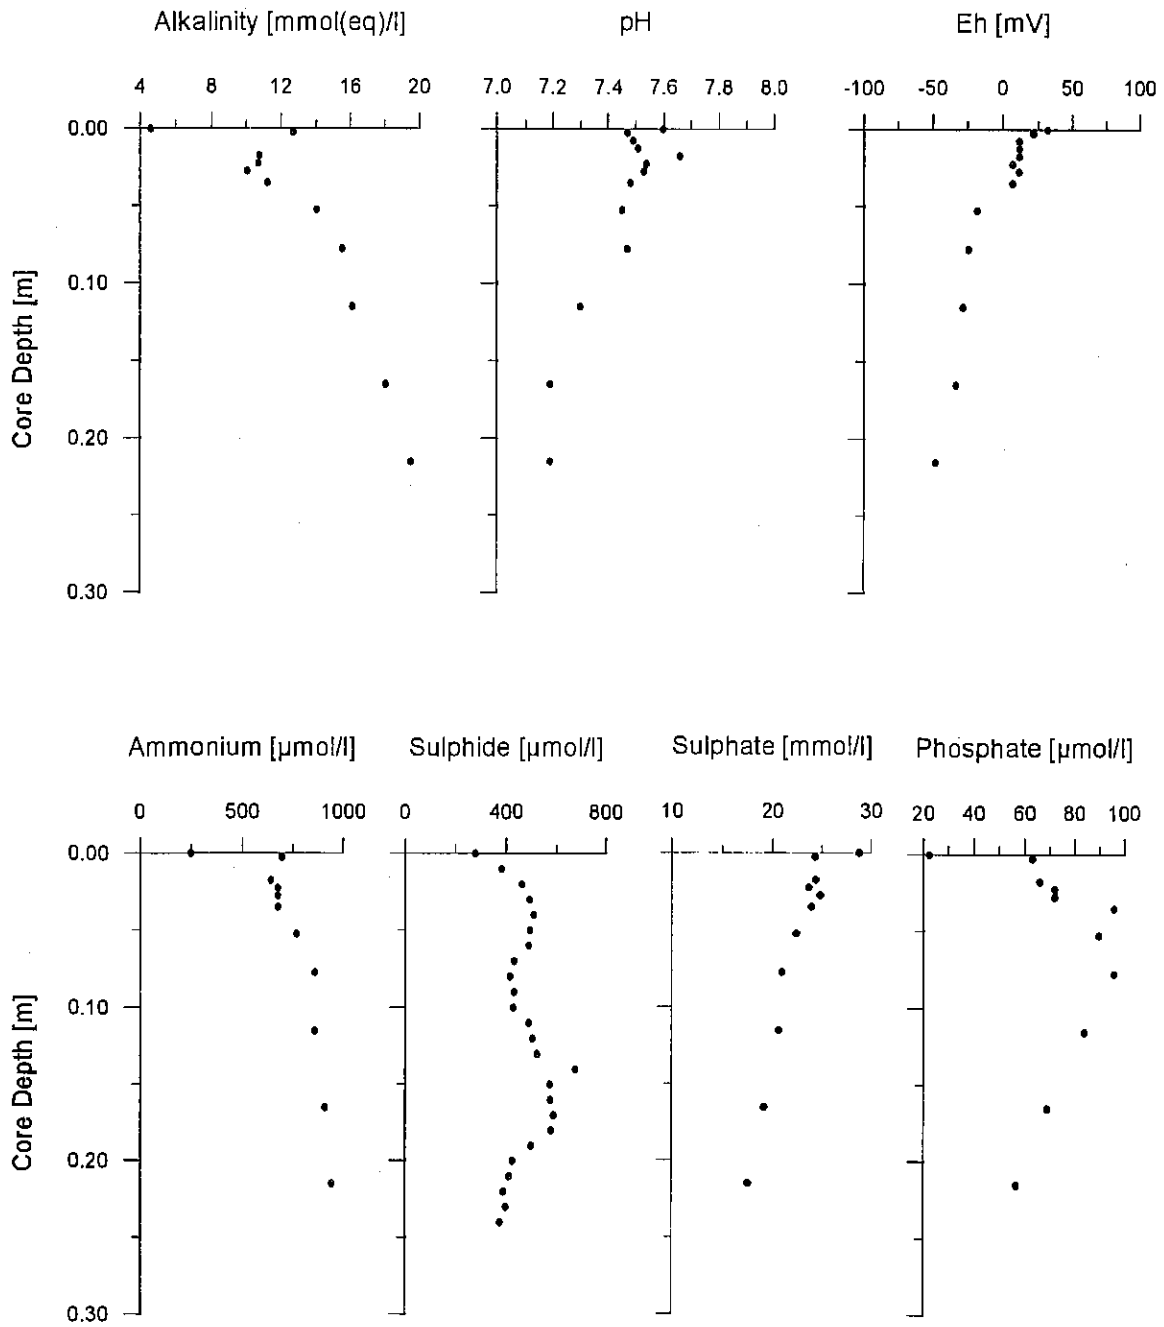 Alkalinity [mmol(eq)/l] pH Eh [mV]
4 8 12 16 20 7.0 7.2 7.4 7.6 7.8 8.0 -100 -50 0 50 100
0.00
0.10
0.20
0.30
Core Depth [m]
Ammonium [µmol/l] Sulphide [µmol/l] Sulphate [mmol/l] Phosphate [µmol/l]
0 500 1000 0 400 800 10 20 30 20 40 60 80 100
0.00
0.10
0.20
0.30
Core Depth [m]